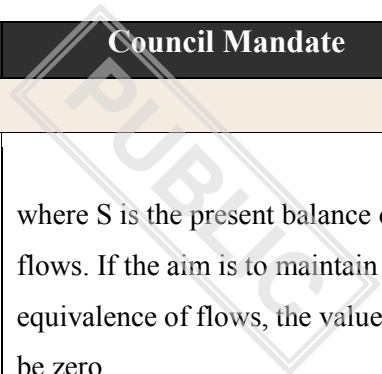 Council Mandate
PUBLIC
where S is the present balance
flows. If the aim is to maintain
equivalence of flows, the value
be zero